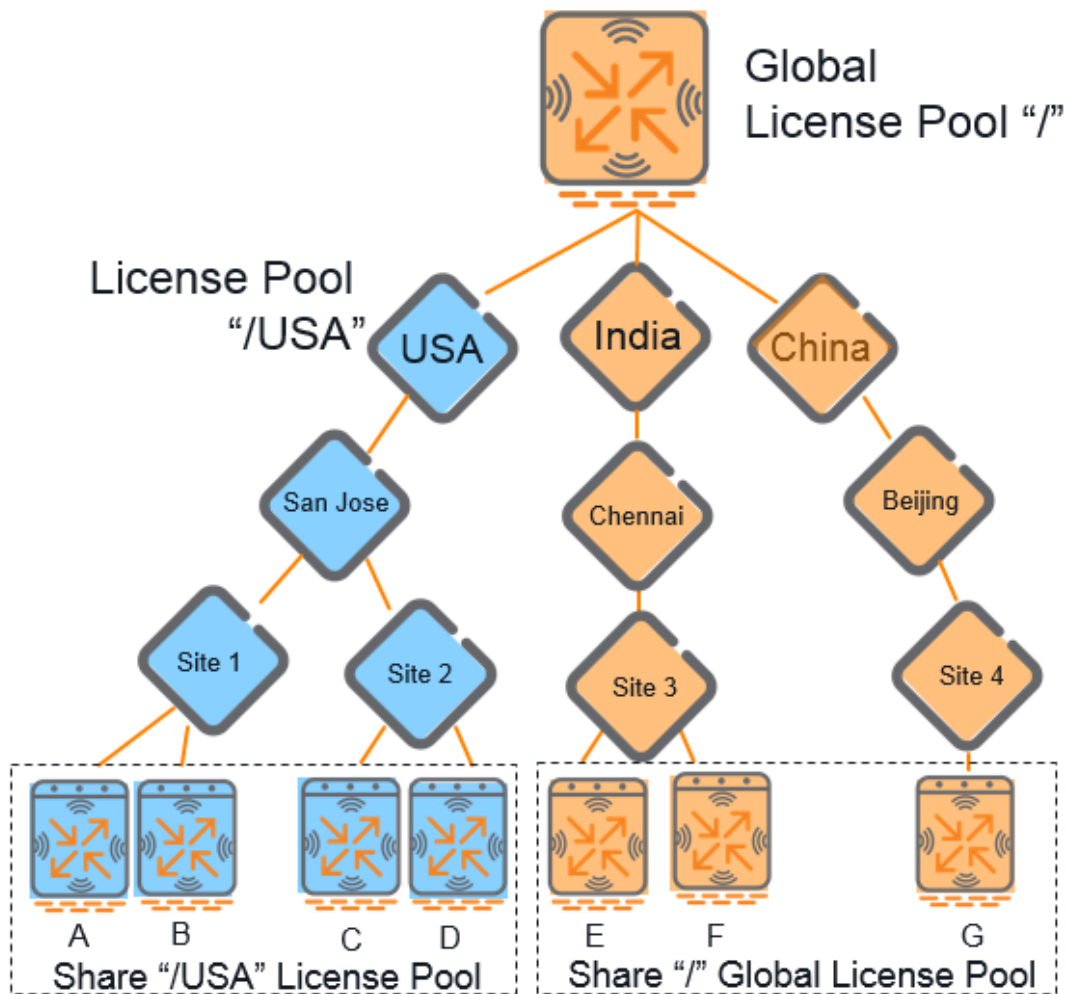 Global
License Pool “/”
License Pool
“/USA”
USA
India
China
San Jose
Chennai
Beijing
Site 1
Site 2
Site 3
Site 4
A
B
C
D
E
F
G
Share “/USA” License Pool
Share “/” Global License Pool